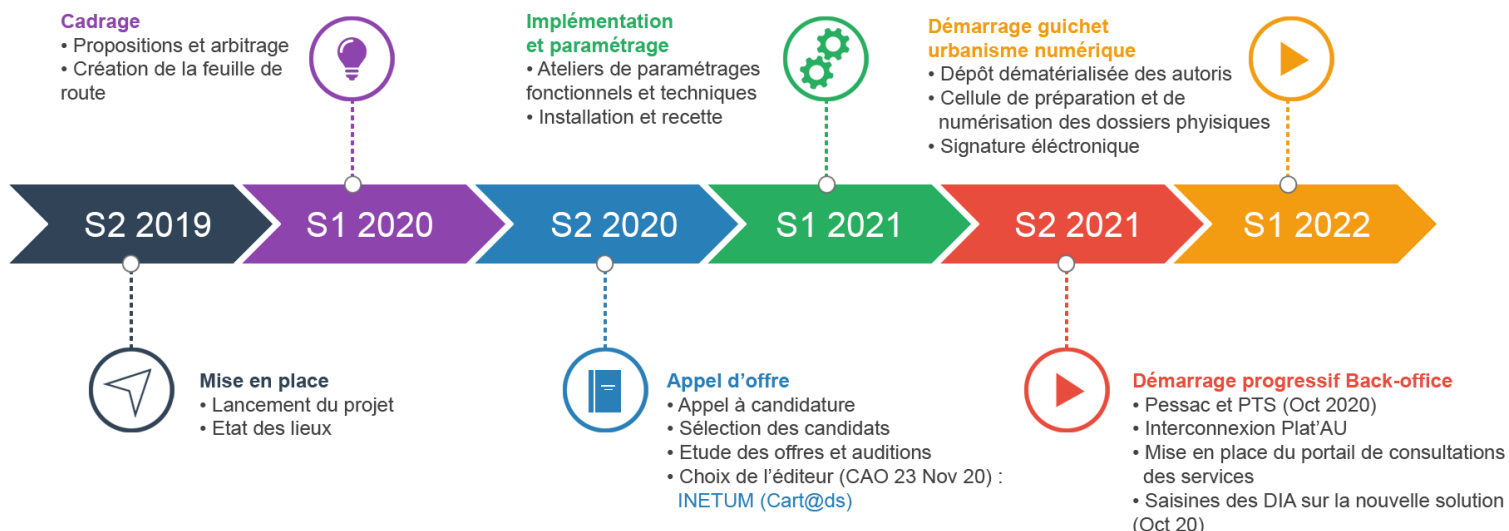 Cadrage
• Propositions et arbitrage
• Création de la feuille de
route
Implémentation
et paramétrage
• Ateliers de paramétrages
fonctionnels et techniques
• Installation et recette
Démarrage guichet
urbanisme numérique
• Dépôt dématérialisée des autoris
• Cellule de préparation et de
numérisation des dossiers phyisiques
• Signature éléctronique
S2 2019
S1 2020
S2 2020
S1 2021
S2 2021
S1 2022
Mise en place
• Lancement du projet
• Etat des lieux
Appel d’offre
• Appel à candidature
• Sélection des candidats
• Etude des offres et auditions
• Choix de l’éditeur (CAO 23 Nov 20) :
INETUM (Cart@ds)
Démarrage progressif Back-office
• Pessac et PTS (Oct 2020)
• Interconnexion Plat’AU
• Mise en place du portail de consultations
des services
• Saisines des DIA sur la nouvelle solution
(Oct 20)